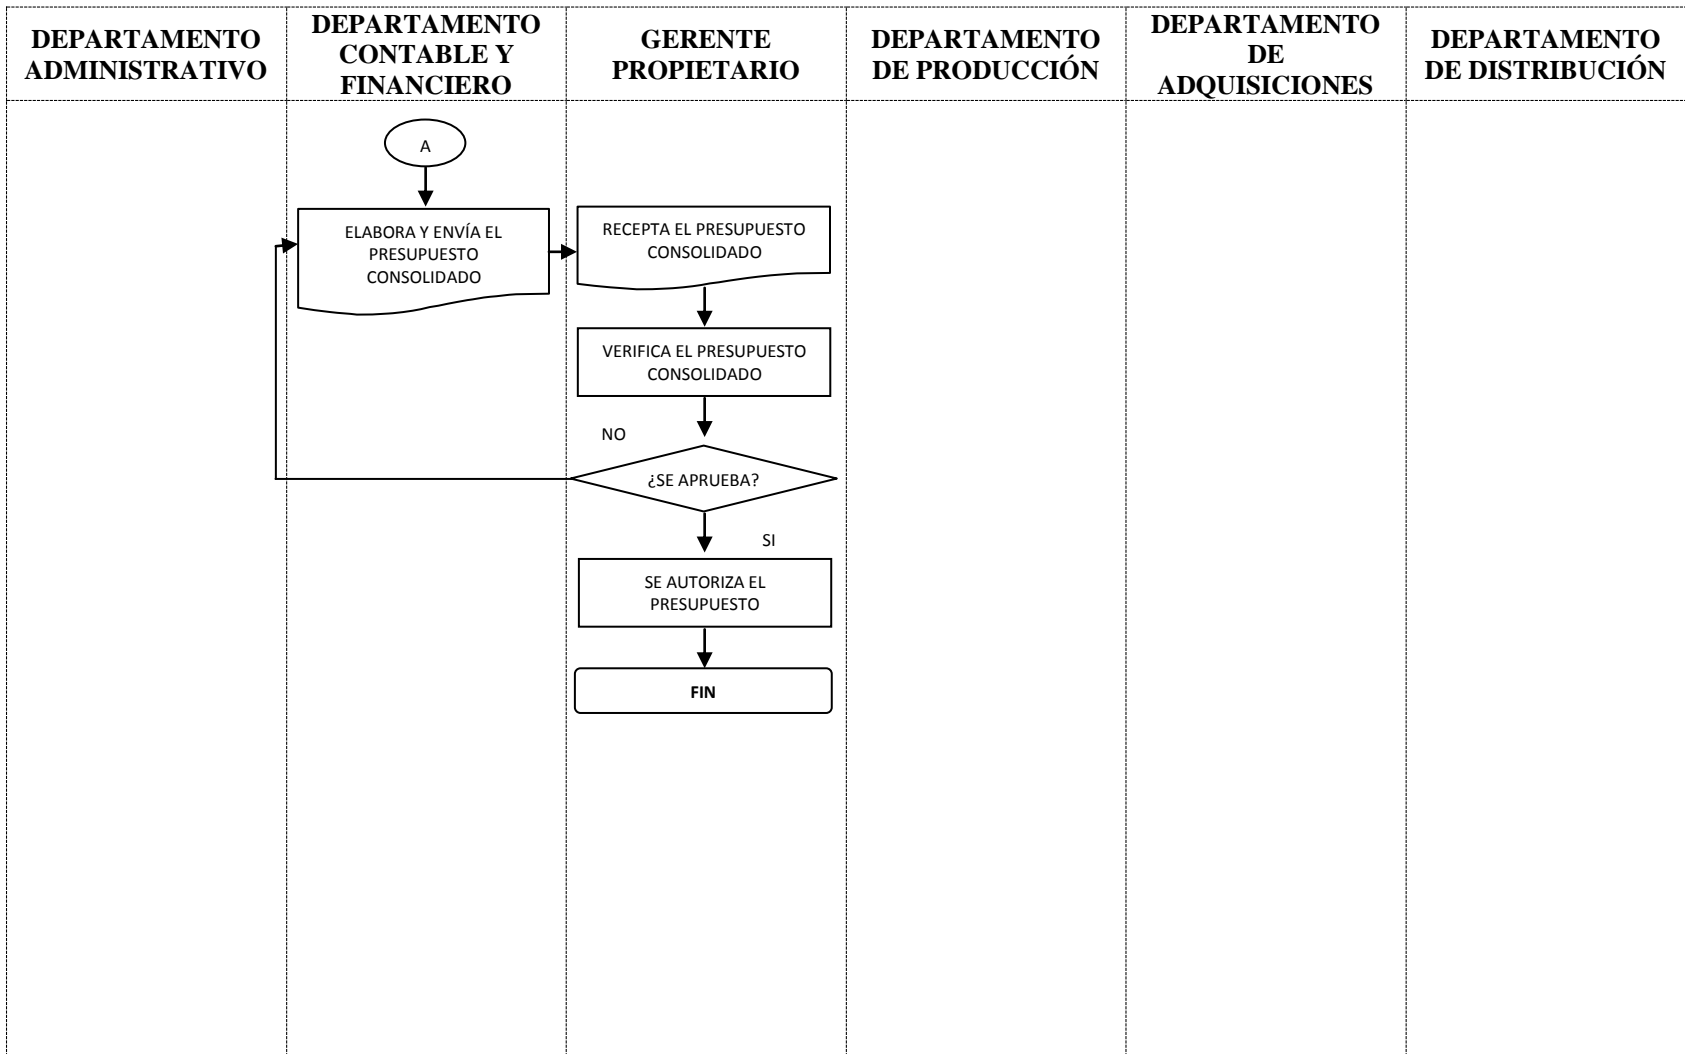 DEPARTAMENTO
ADMINISTRATIVO
DEPARTAMENTO
CONTABLE Y
FINANCIERO
GERENTE
PROPIETARIO
DEPARTAMENTO
DE PRODUCCIÓN
DEPARTAMENTO
DE
ADQUISICIONES
DEPARTAMENTO
DE DISTRIBUCIÓN
A
ELABORA Y ENVÍA EL
PRESUPUESTO
CONSOLIDADO
RECEPTA EL PRESUPUESTO
CONSOLIDADO
VERIFICA EL PRESUPUESTO
CONSOLIDADO
NO
¿SE APRUEBA?
SI
SE AUTORIZA EL
PRESUPUESTO
FIN